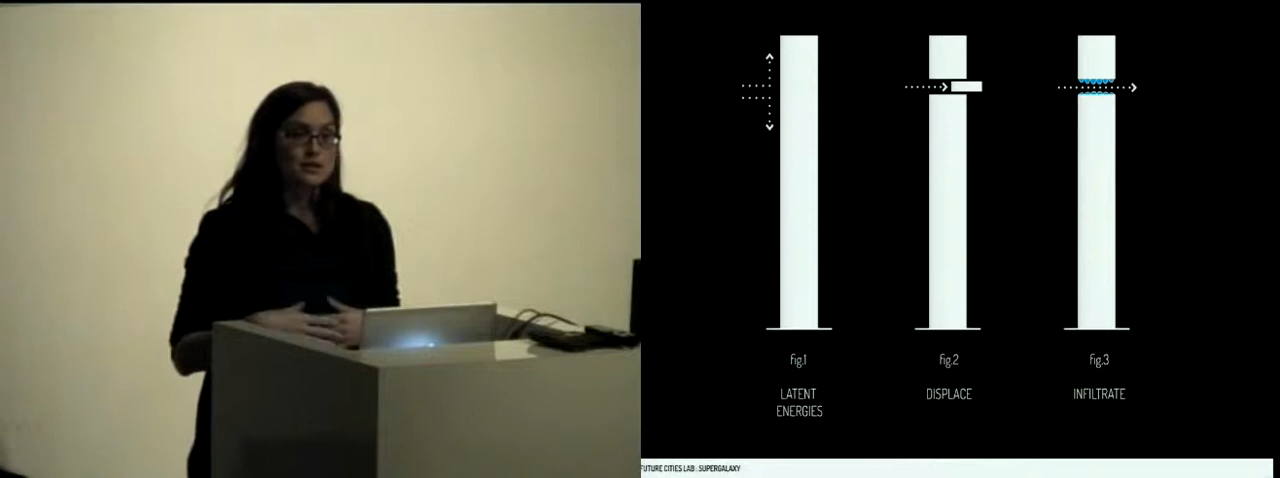 fig.1
fig.2
fig.3
LATENT
ENERGIES
DISPLACE
INFILTRATE
FUTURE CITIES LAB : SUPERGALAXY